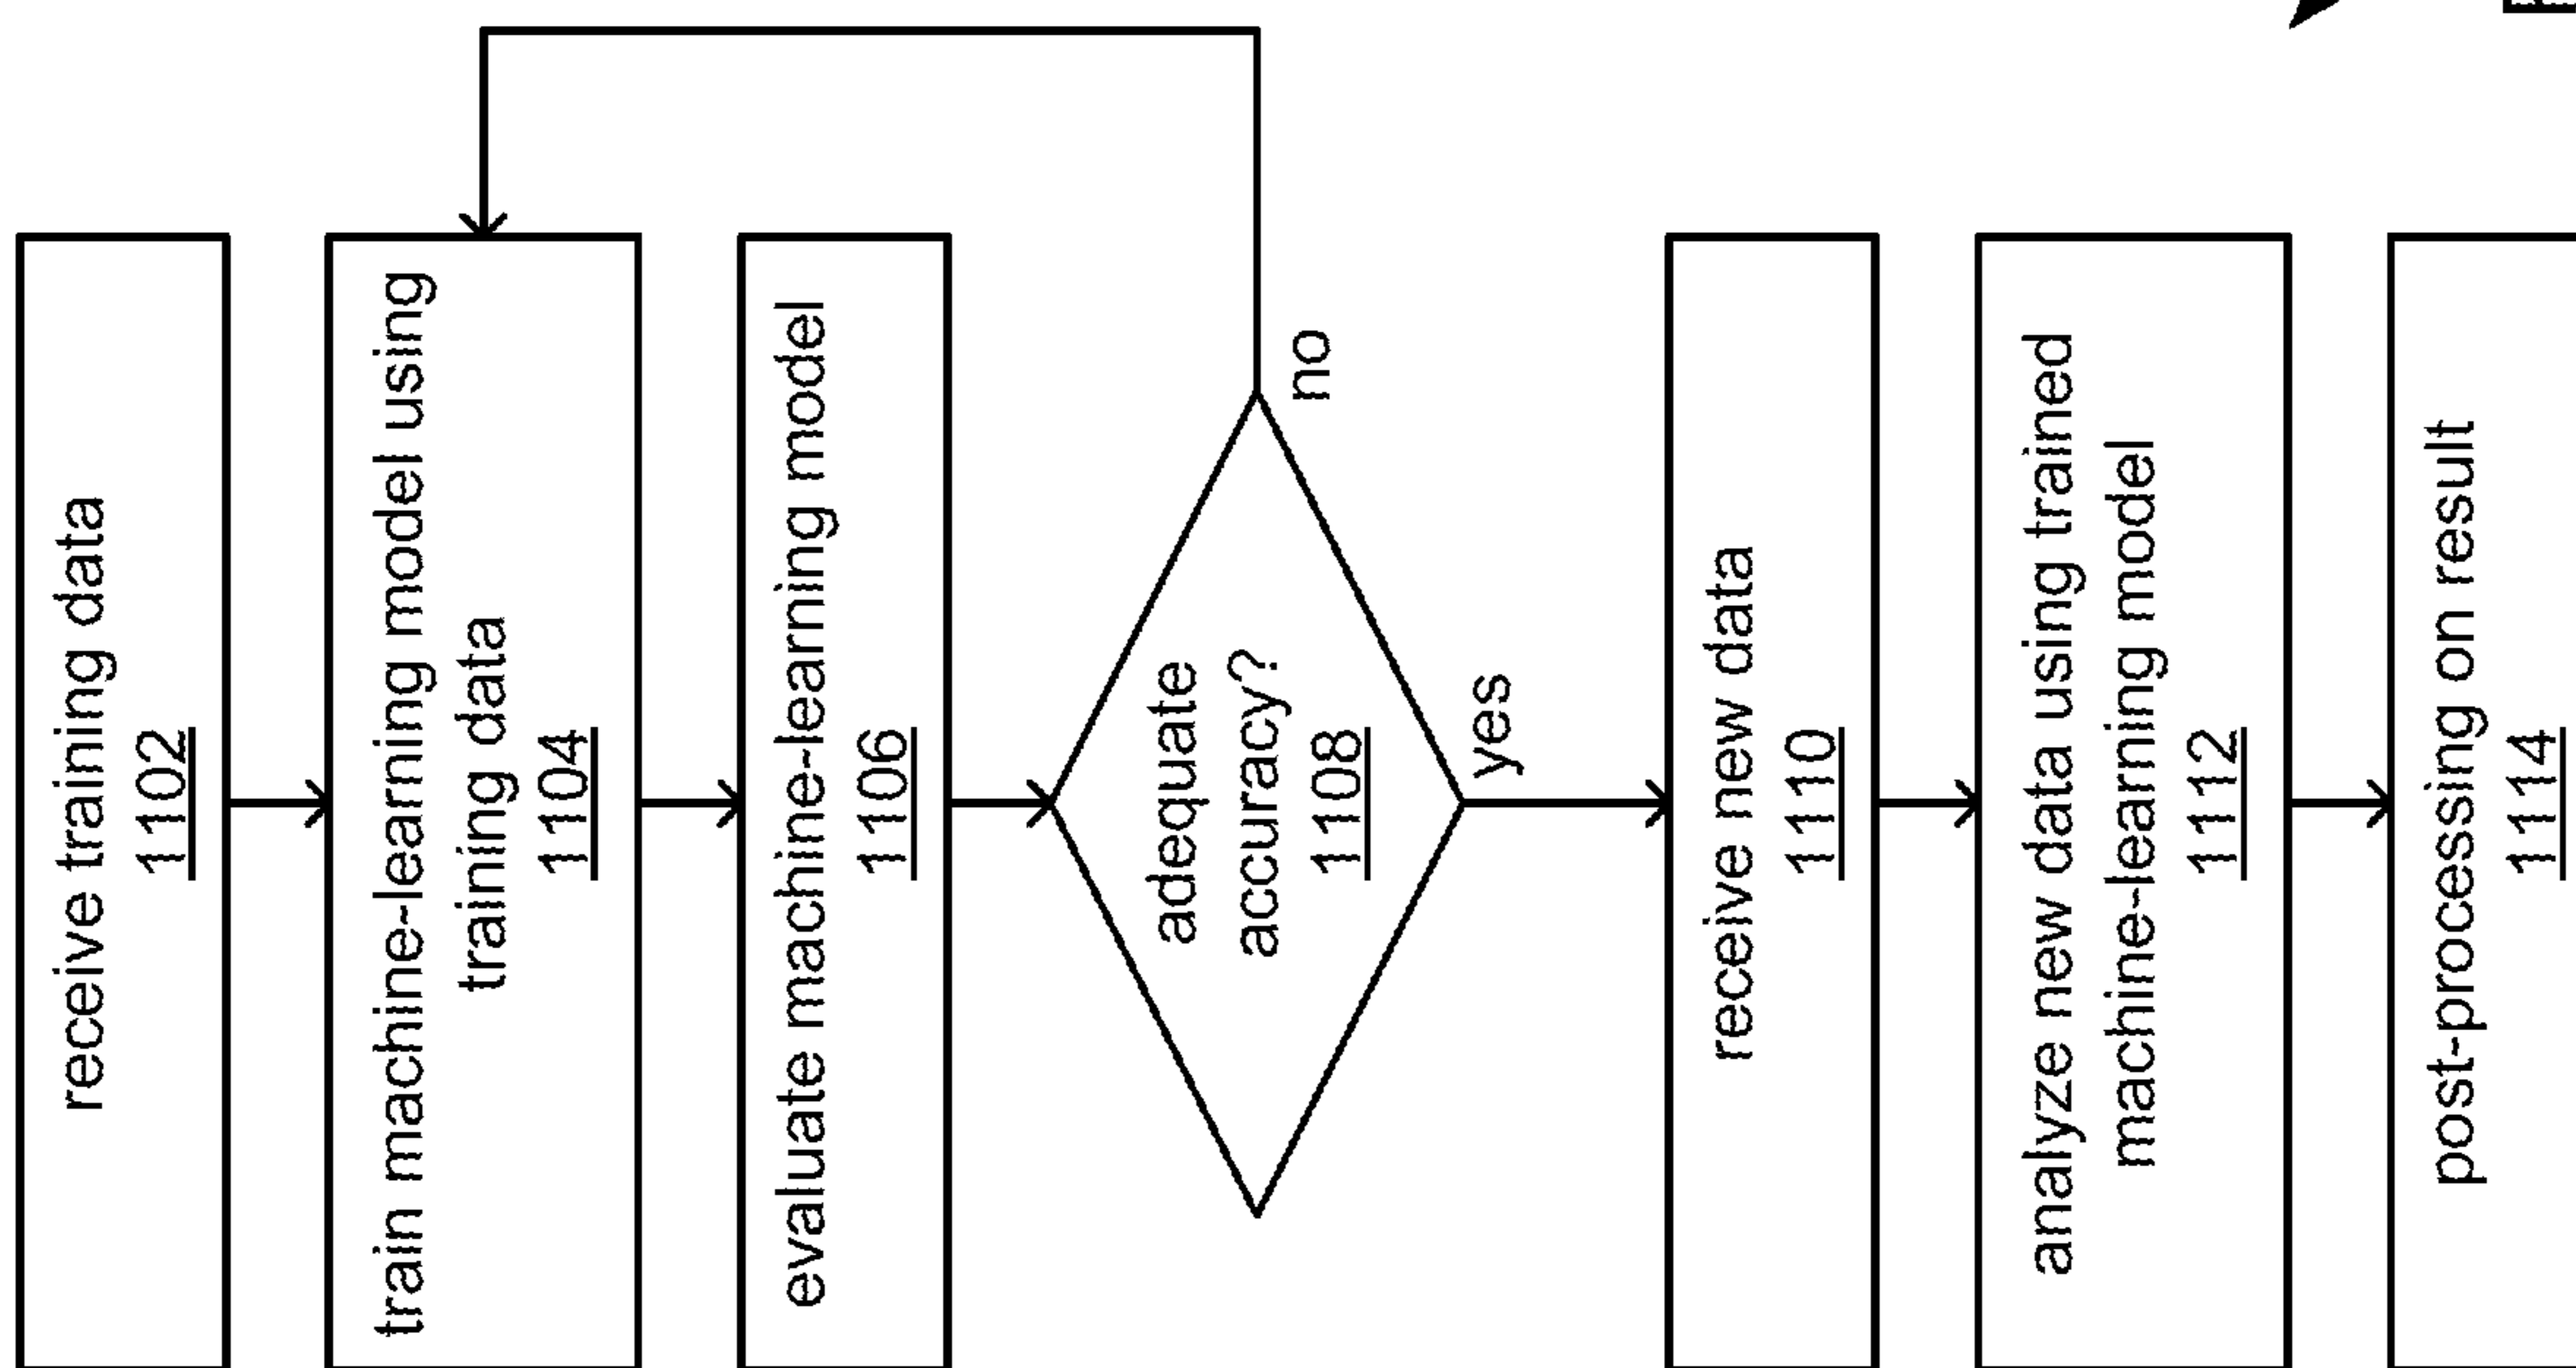 receive training data
1102
train machine-learning model using
training data
1104
evaluate machine-learning model
1106
adequate
accuracy?
1108
no
yes
receive new data
1110
analyze new data using trained
machine-learning model
1112
post-processing on result
1114